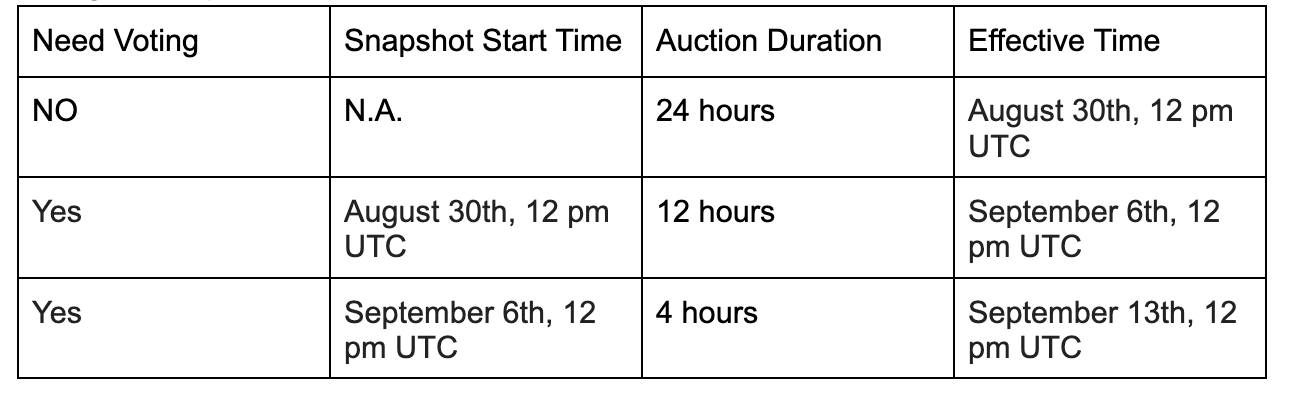 Need Voting
Snapshot Start Time
Auction Duration
Effective Time
NO
N.A.
24 hours
August 30th, 12 pm
UTC
Yes
August 30th, 12 pm
UTC
12 hours
September 6th, 12
pm UTC
Yes
September 6th, 12
pm UTC
4 hours
September 13th, 12
pm UTC